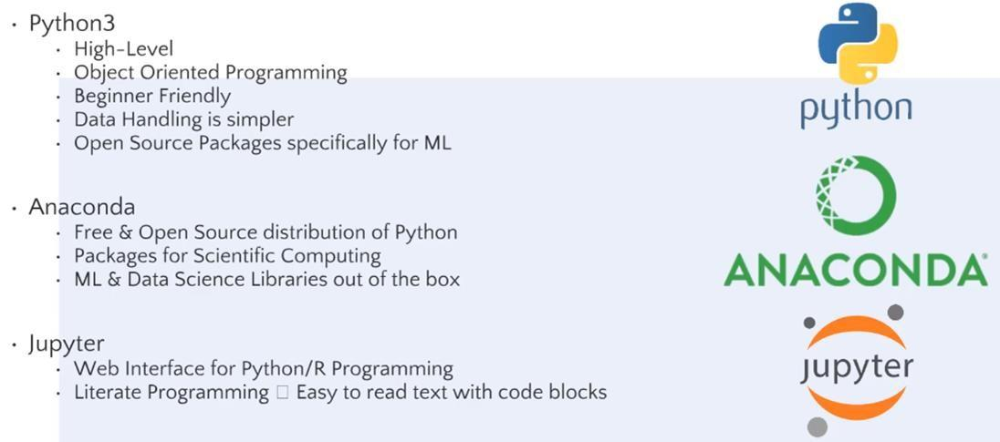 • Python3
• High-Level
• Object Oriented Programming
• Beginner Friendly
• Data Handling is simpler
• Open Source Packages specifically for ML
python
• Anaconda
• Free & Open Source distribution of Python
• Packages for Scientific Computing
• ML & Data Science Libraries out of the box
ANACONDA®
• Jupyter
• Web Interface for Python/R Programming
• Literate Programming □ Easy to read text with code blocks
jupyter